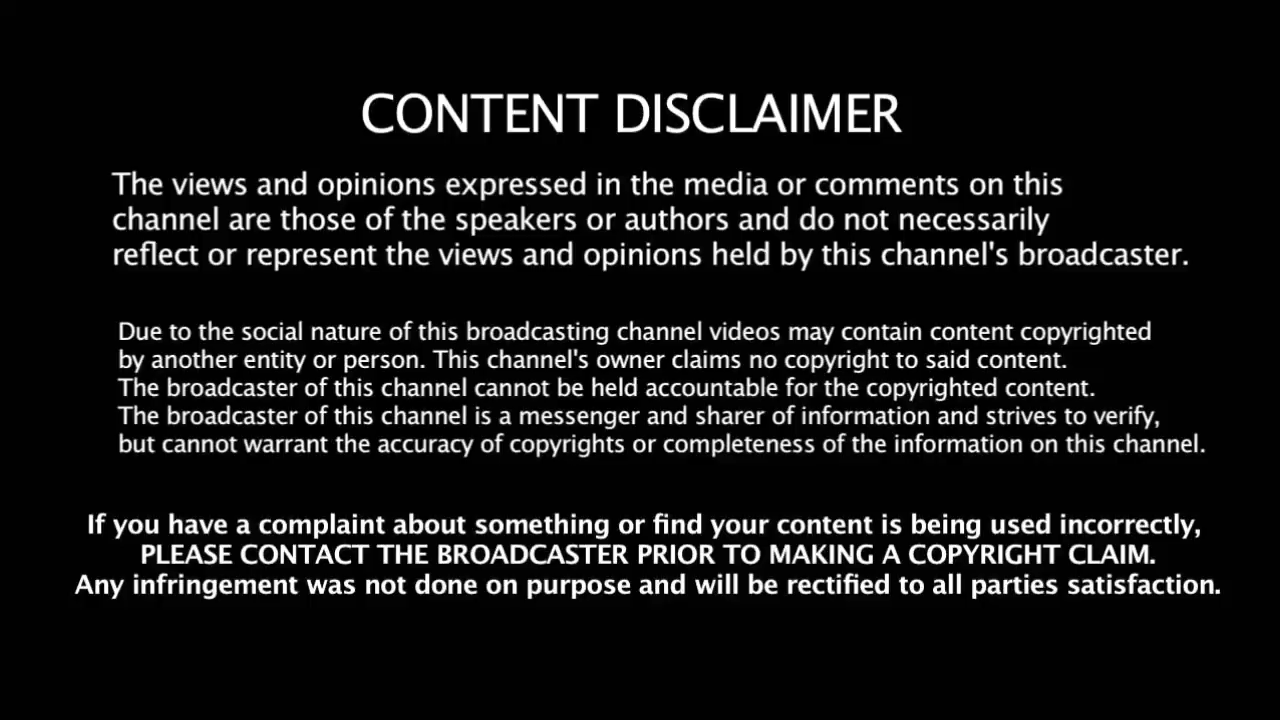 CONTENT DISCLAIMER
The views and opinions expressed in the media or comments on this
channel are those of the speakers or authors and do not necessarily
reflect or represent the views and opinions held by this channel's broadcaster.
Due to the social nature of this broadcasting channel videos may contain content copyrighted
by another entity or person. This channel's owner claims no copyright to said content.
The broadcaster of this channel cannot be held accountable for the copyrighted content.
The broadcaster of this channel is a messenger and sharer of information and strives to verify,
but cannot warrant the accuracy of copyrights or completeness of the information on this channel.
If you have a complaint about something or find your content is being used incorrectly,
PLEASE CONTACT THE BROADCASTER PRIOR TO MAKING A COPYRIGHT CLAIM.
Any infringement was not done on purpose and will be rectified to all parties satisfaction.